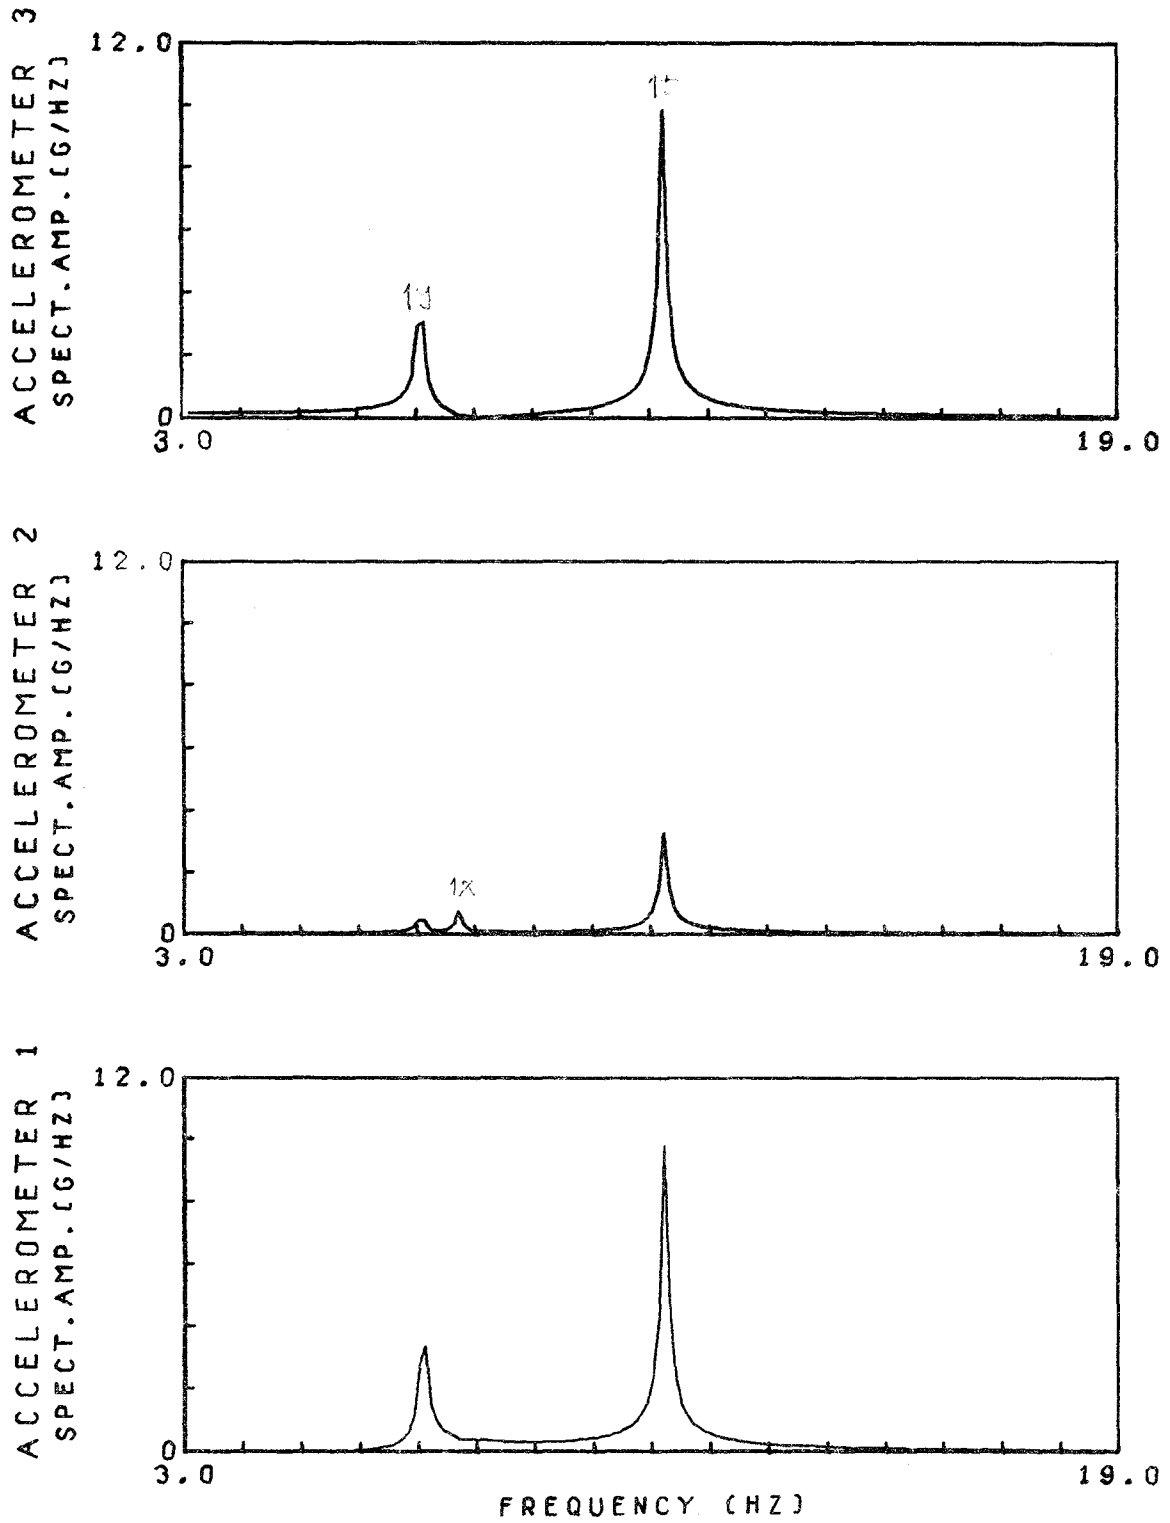 ACCELEROMETER 3
SPECT.AMP.[G/HZ]
12.0
0
3.0
19.0
1y
ACCELEROMETER 2
SPECT.AMP.[G/HZ]
12.0
0
3.0
19.0
1x
ACCELEROMETER 1
SPECT.AMP.[G/HZ]
12.0
0
3.0
19.0
FREQUENCY [HZ]